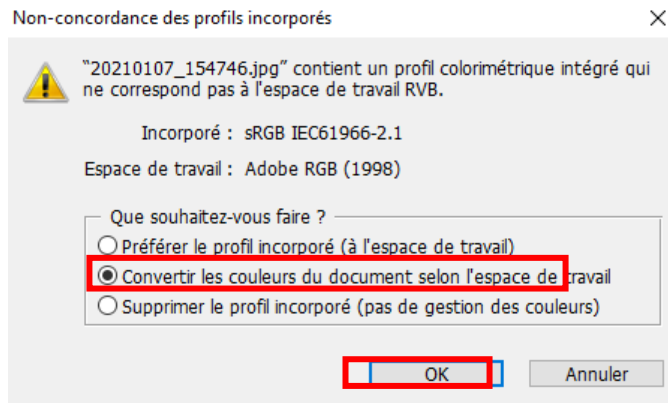 Non-concordance des profils incorporés
“20210107_154746.jpg” contient un profil colorimétrique intégré qui
ne correspond pas à l'espace de travail RVB.
Incorporé : sRGB IEC61966-2.1
Espace de travail : Adobe RGB (1998)
Que souhaitez-vous faire ?
Préférer le profil incorporé (à l'espace de travail)
Convertir les couleurs du document selon l'espace de travail
Supprimer le profil incorporé (pas de gestion des couleurs)
OK Annuler